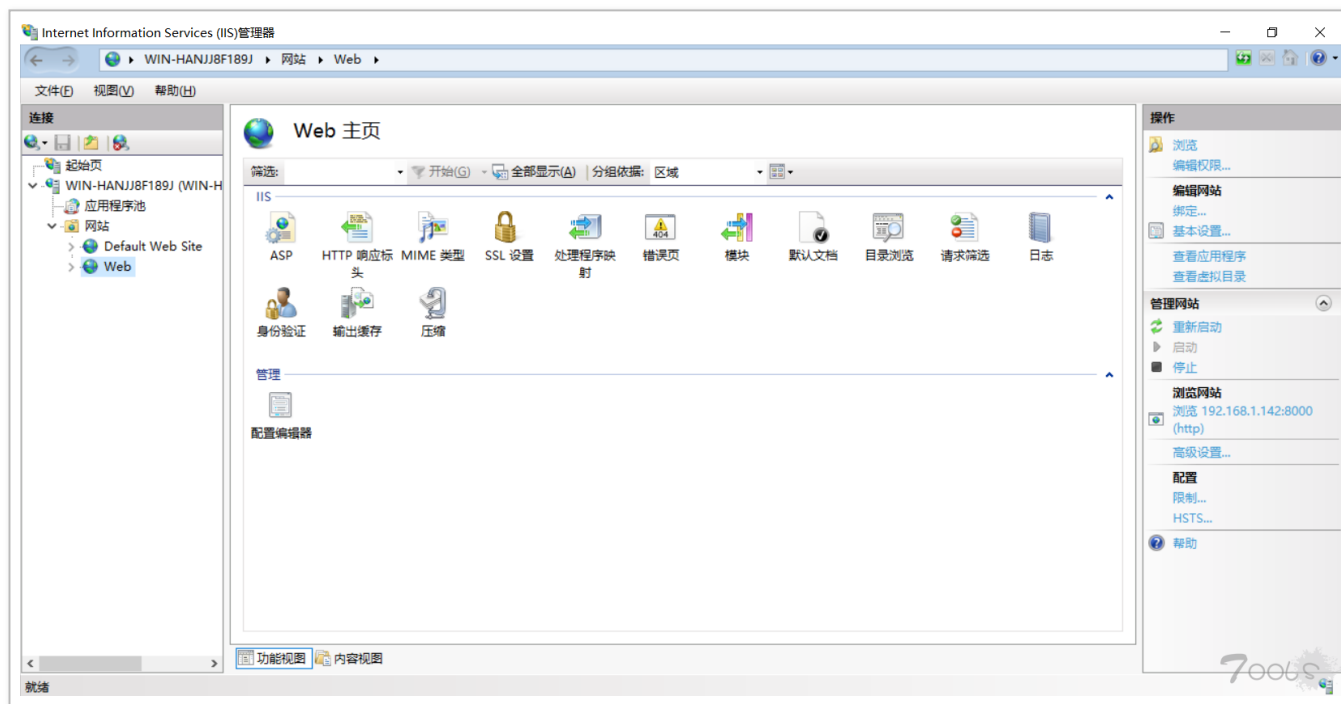 Internet Information Services (IIS)管理器
WIN-HANJJ8F189J 网站 Web
文件(F) 视图(V) 帮助(H)
连接
起始页
WIN-HANJJ8F189J (WIN-H
应用程序池
网站
Default Web Site
Web
Web 主页
筛选: 开始(G) 全部显示(A) 分组依据: 区域
IIS
ASP
HTTP 响应标
头
MIME 类型
SSL 设置
处理程序映
射
错误页
404
模块
默认文档
目录浏览
请求筛选
日志
身份验证
输出缓存
压缩
管理
配置编辑器
功能视图 内容视图
就绪
操作
浏览
编辑权限...
编辑网站
绑定...
基本设置...
查看应用程序
查看虚拟目录
管理网站
重新启动
启动
停止
浏览网站
浏览 192.168.1.142:8000
(http)
高级设置...
配置
限制...
HSTS...
帮助
7ools